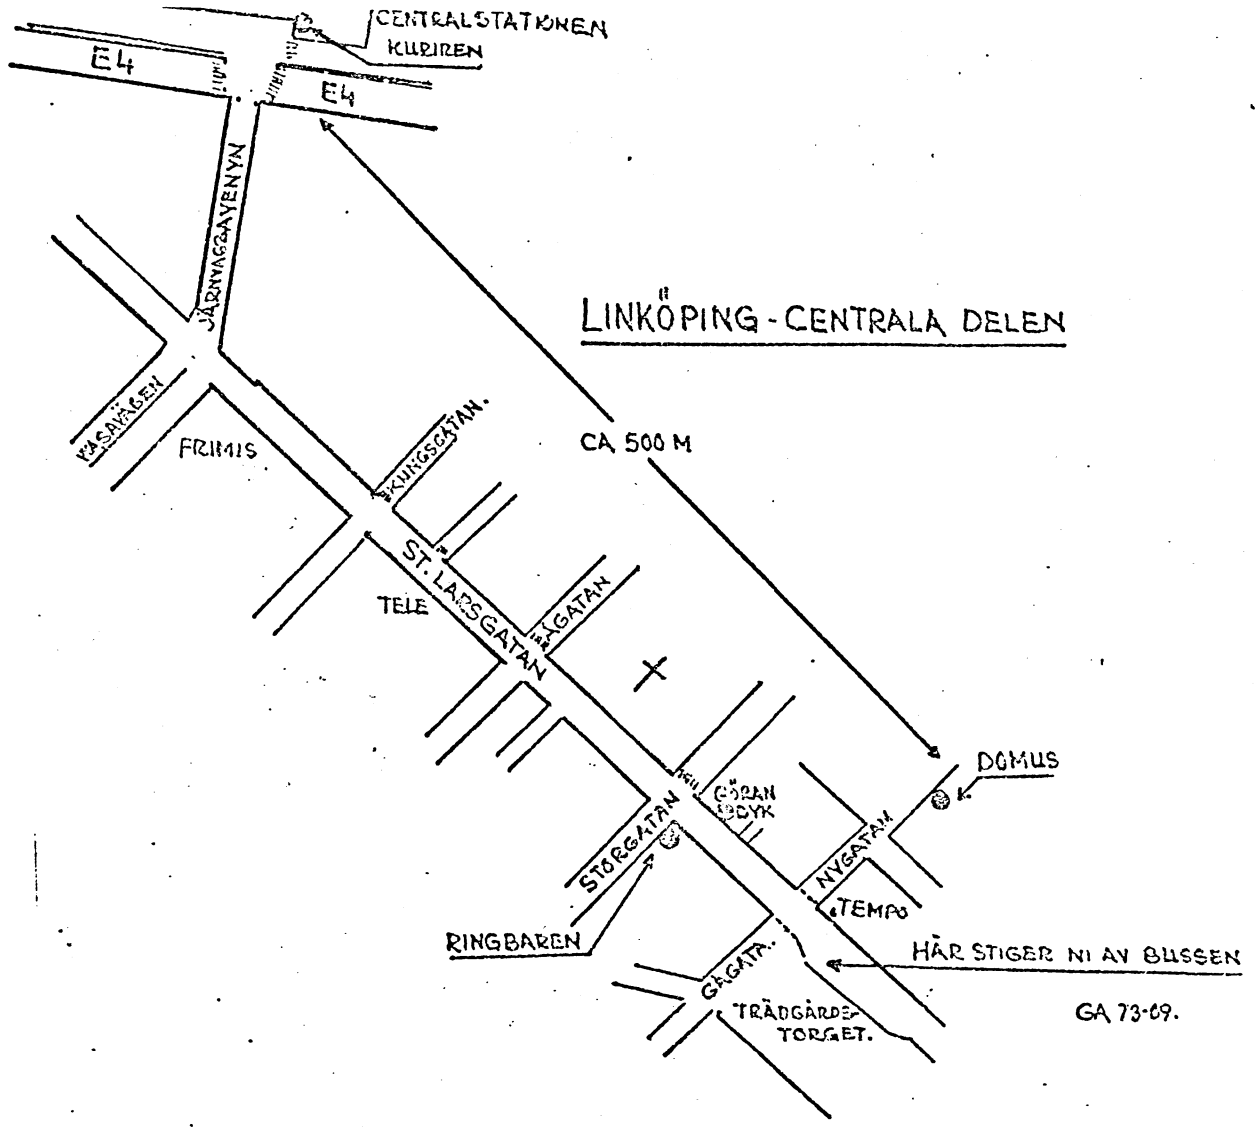 CENTRALSTATIONEN
KURIREN
E4
E4
JÄRNVÄGSAVENYN
LINKÖPING - CENTRALA DELEN
VASAVÄGEN
FRIMIS
KUNGSGATAN.
CA 500 M
ST. LARSGATAN
TELE
ÅGATAN
DOMUS
GÖRAN
DYK
STORGATAN
NYGATAN
TEMPO
RINGBAREN
GÅGATA.
HÄR STIGER NI AV BUSSEN
TRÄDGÅRDS-
TORGET.
GA 73-09.